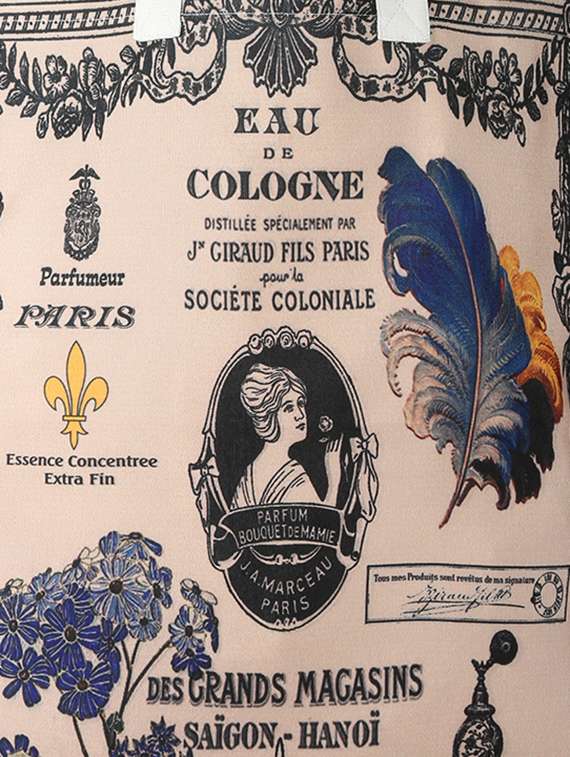 EAU
DE
COLOGNE
DISTILLÉE SPÉCIALEMENT PAR
Jⁿ GIRAUD FILS PARIS
pour la
SOCIÉTE COLONIALE
Parfumeur
PARIS
Essence Concentree
Extra Fin
PARFUM
BOUQUET DE MAMIE
J.A. MARCEAU
PARIS
Tous mes Produits sont revêtus de ma signature
DES GRANDS MAGASINS
SAÏGON - HANOÏ